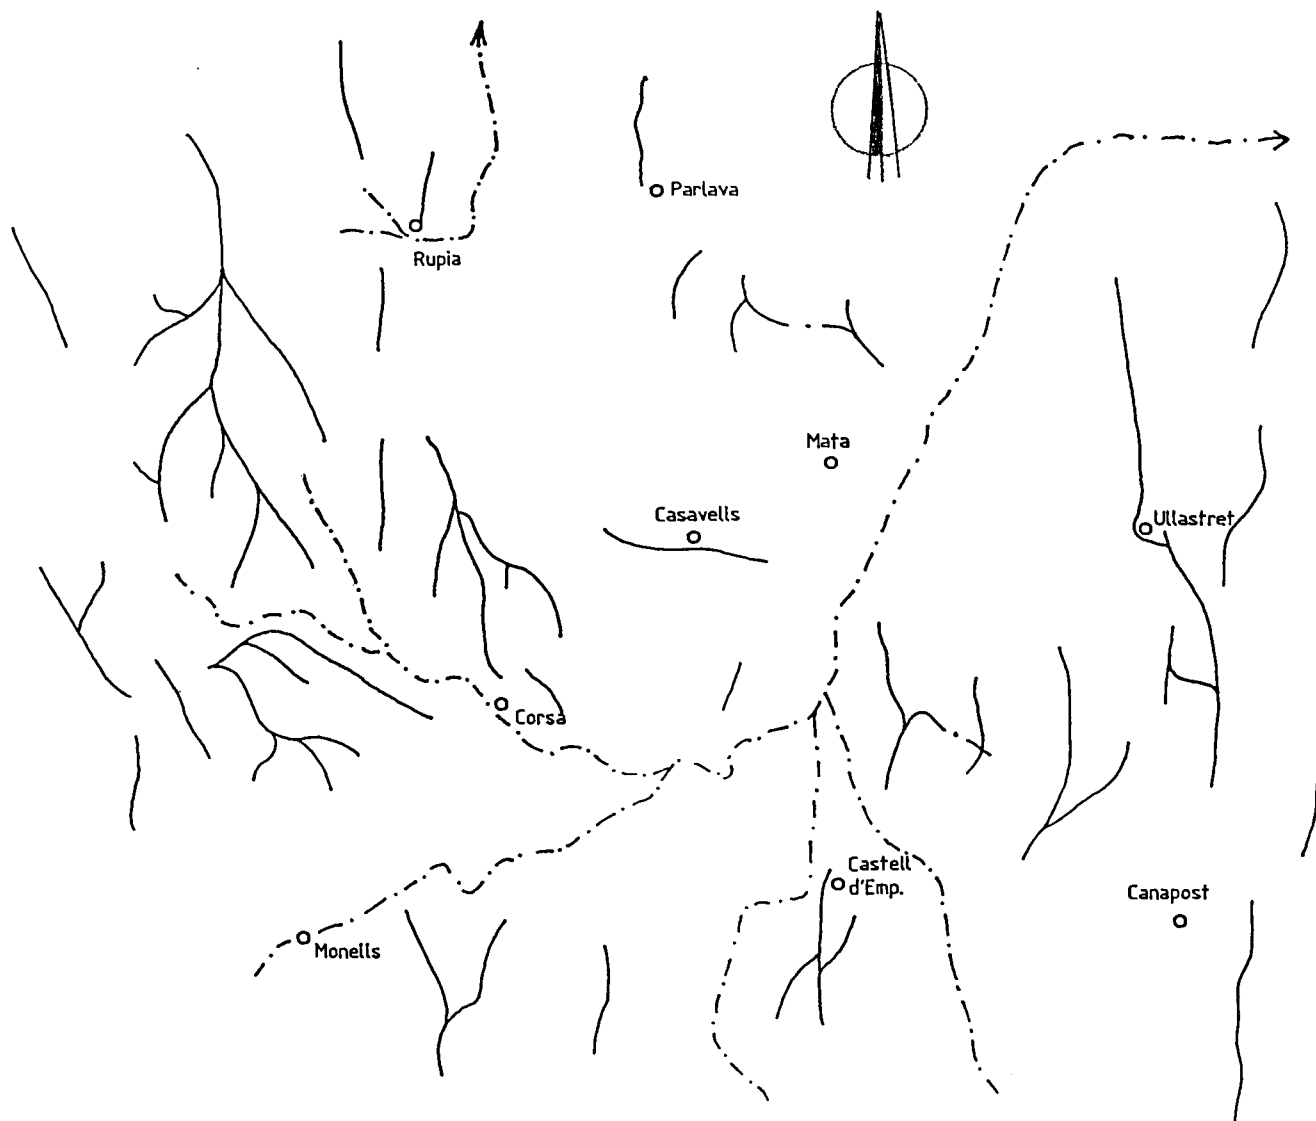 Parlava
Rupia
Mata
Casavells
Ullastret
Corsa
Castell
d'Emp.
Canapost
Monells